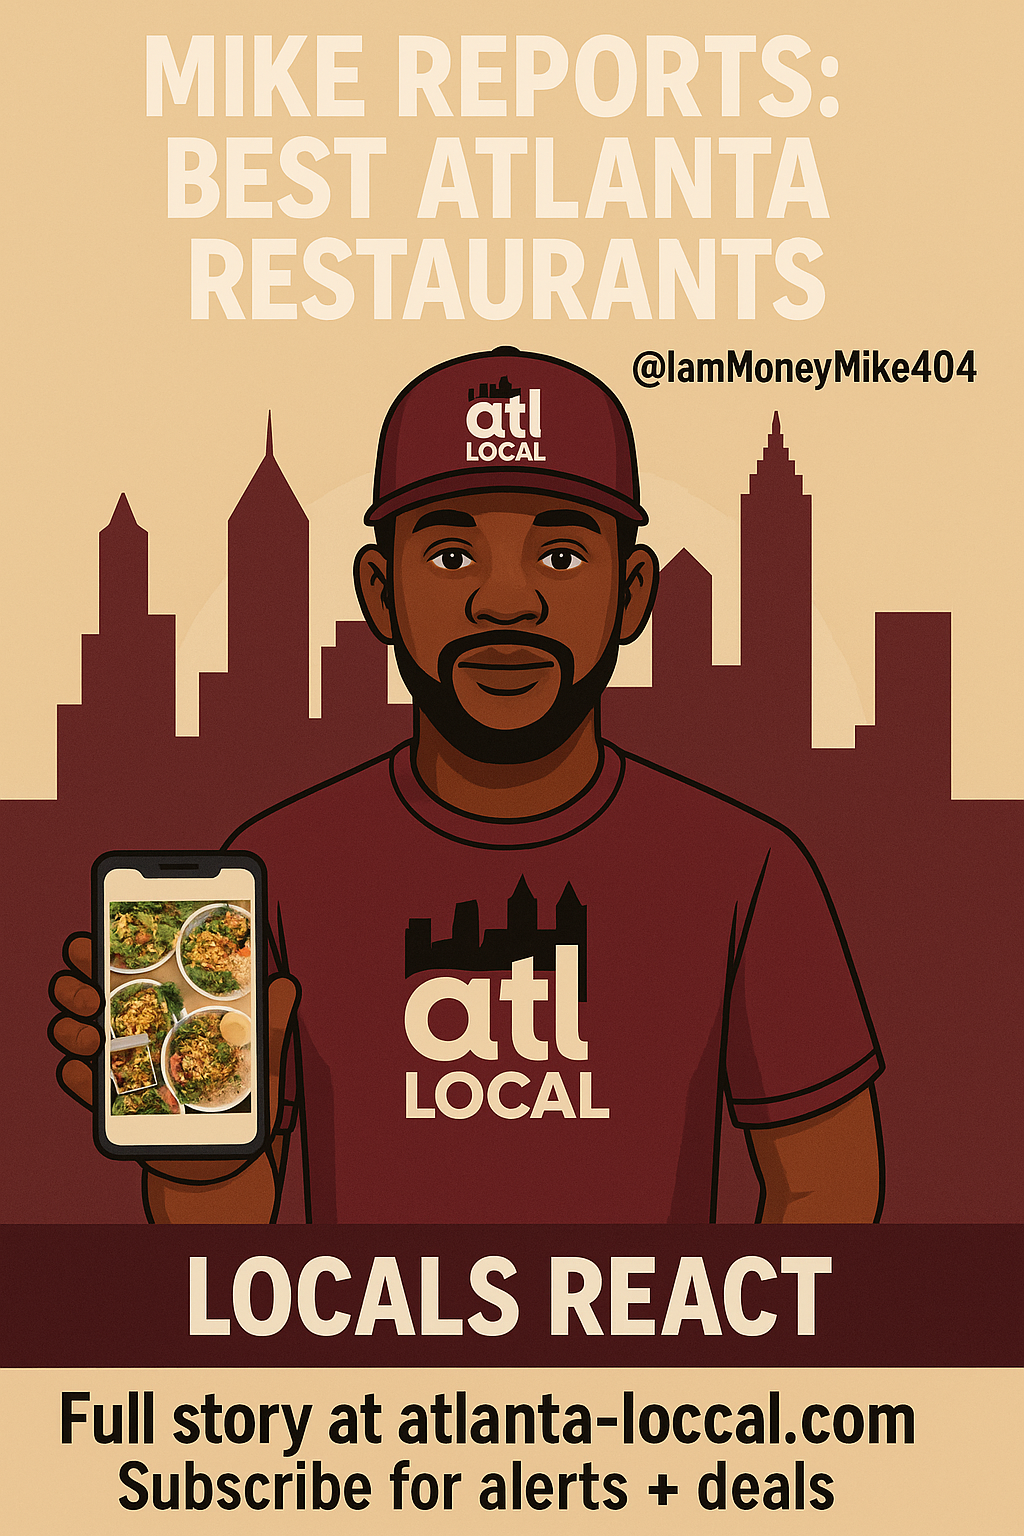 MIKE REPORTS:
BEST ATLANTA
RESTAURANTS
@IamMoneyMike404
atl
LOCAL
atl
LOCAL
LOCALS REACT
Full story at atlanta-loccal.com
Subscribe for alerts + deals